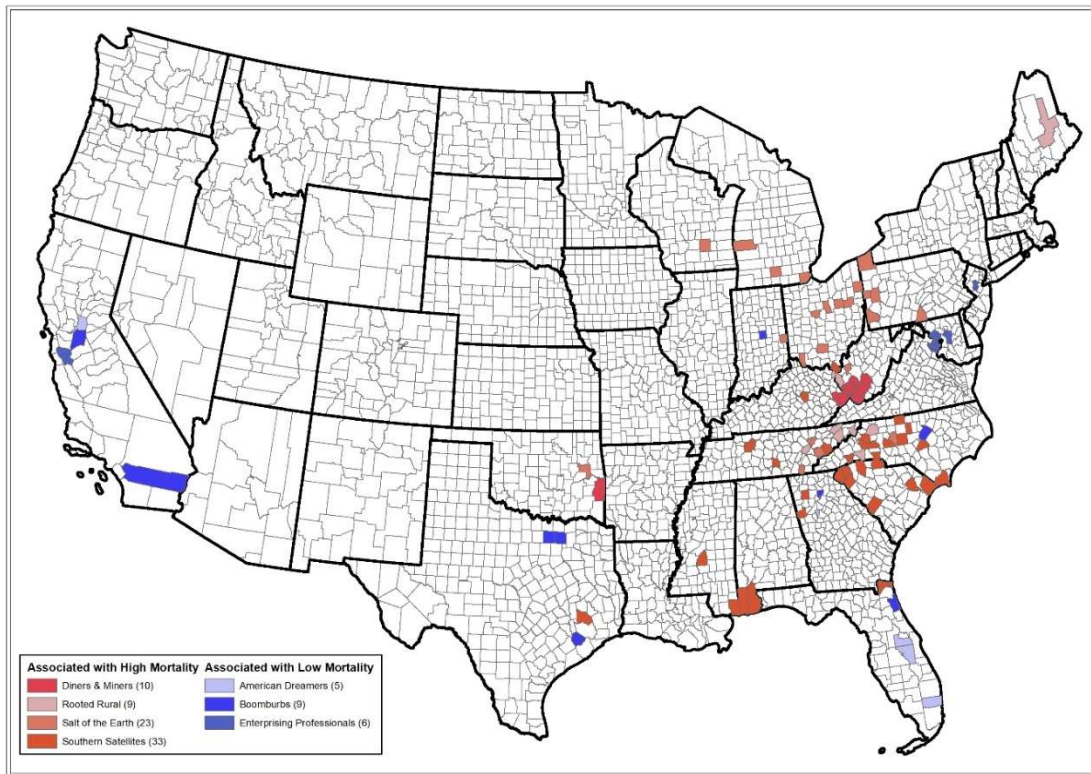 Associated with High Mortality Associated with Low Mortality
Diners & Miners (10) American Dreamers (5)
Rooted Rural (9) Boomburbs (9)
Salt of the Earth (23) Enterprising Professionals (6)
Southern Satellites (33)